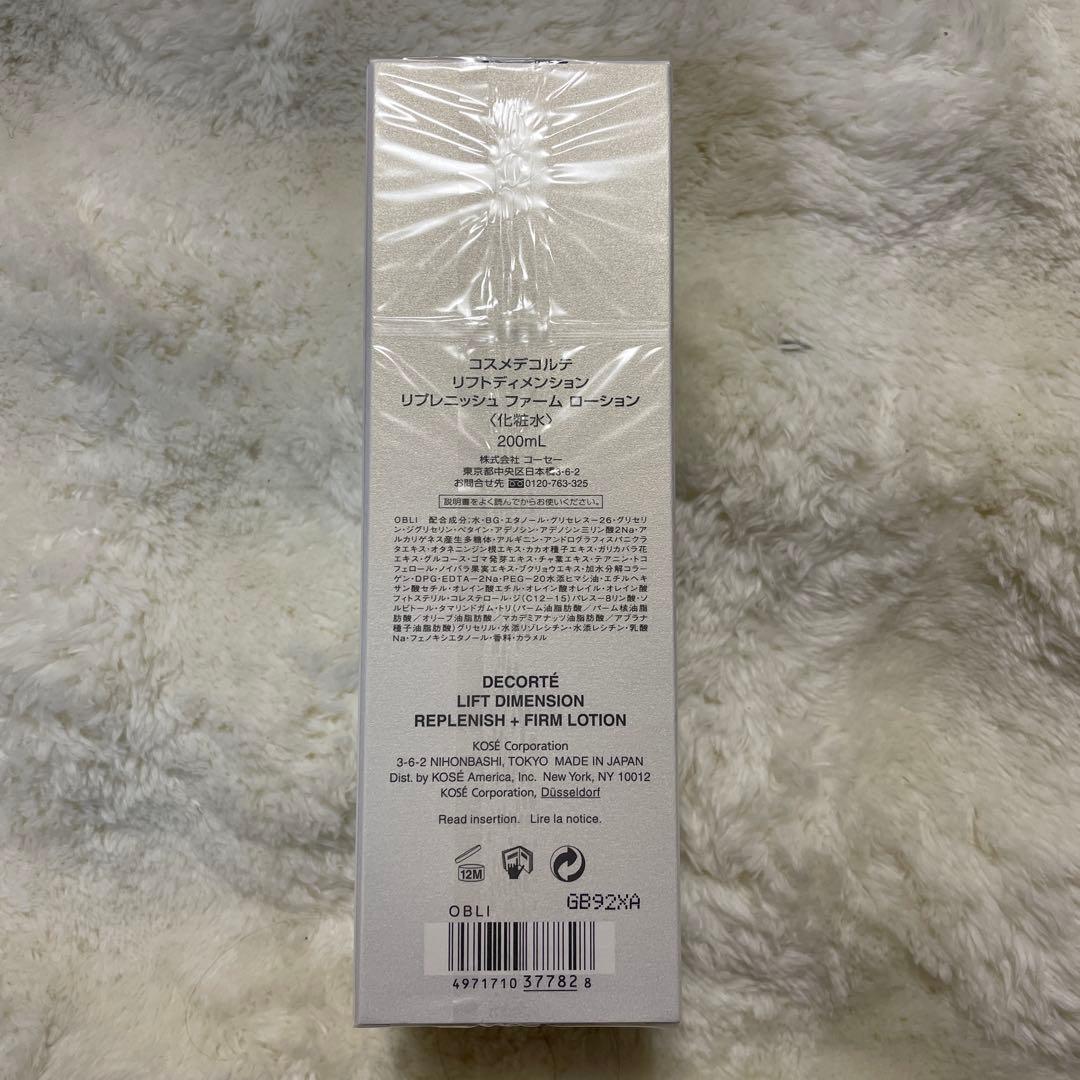 コスメデコルテ
リフトディメンション
リプレニッシュ ファーム ローション
〈化粧水〉
200mL
株式会社 コーセー
東京都中央区日本橋3-6-2
お問合せ先 0120-763-325
説明書をよく読んでからお使いください。
OBLI 配合成分:水・BG・エタノール・グリセレス-26・グリセリ
ン・ジグリセリン・ベタイン・アデノシン・アデノシン三リン酸2Na・ア
ルカリゲネス産生多糖体・アルギニン・アンドログラフィスパニクラ
タエキス・オタネニンジン根エキス・カカオ種子エキス・ガリカバラ花
エキス・グルコース・ゴマ発芽エキス・チャ葉エキス・テアニン・トコ
フェロール・ノイバラ果実エキス・ブクリョウエキス・加水分解コラー
ゲン・DPG・EDTA-2Na・PEG-20水添ヒマシ油・エチルヘキ
サン酸セチル・オレイン酸エチル・オレイン酸オレイル・オレイン酸
フィトステリル・コレステロール・ジ(C12-15)パレス-8リン酸・ソ
ルビトール・タマリンドガム・トリ(パーム油脂肪酸/パーム核油脂
肪酸/オリーブ油脂肪酸/マカデミアナッツ油脂肪酸/アブラナ
種子油脂肪酸)グリセリル・水添リゾレシチン・水添レシチン・乳酸
Na・フェノキシエタノール・香料・カラメル
DECORTÉ
LIFT DIMENSION
REPLENISH + FIRM LOTION
KOSÉ Corporation
3-6-2 NIHONBASHI, TOKYO MADE IN JAPAN
Dist. by KOSÉ America, Inc. New York, NY 10012
KOSÉ Corporation, Düsseldorf
Read insertion. Lire la notice.
12M
GB92XA
OBLI
4971710 37782 8